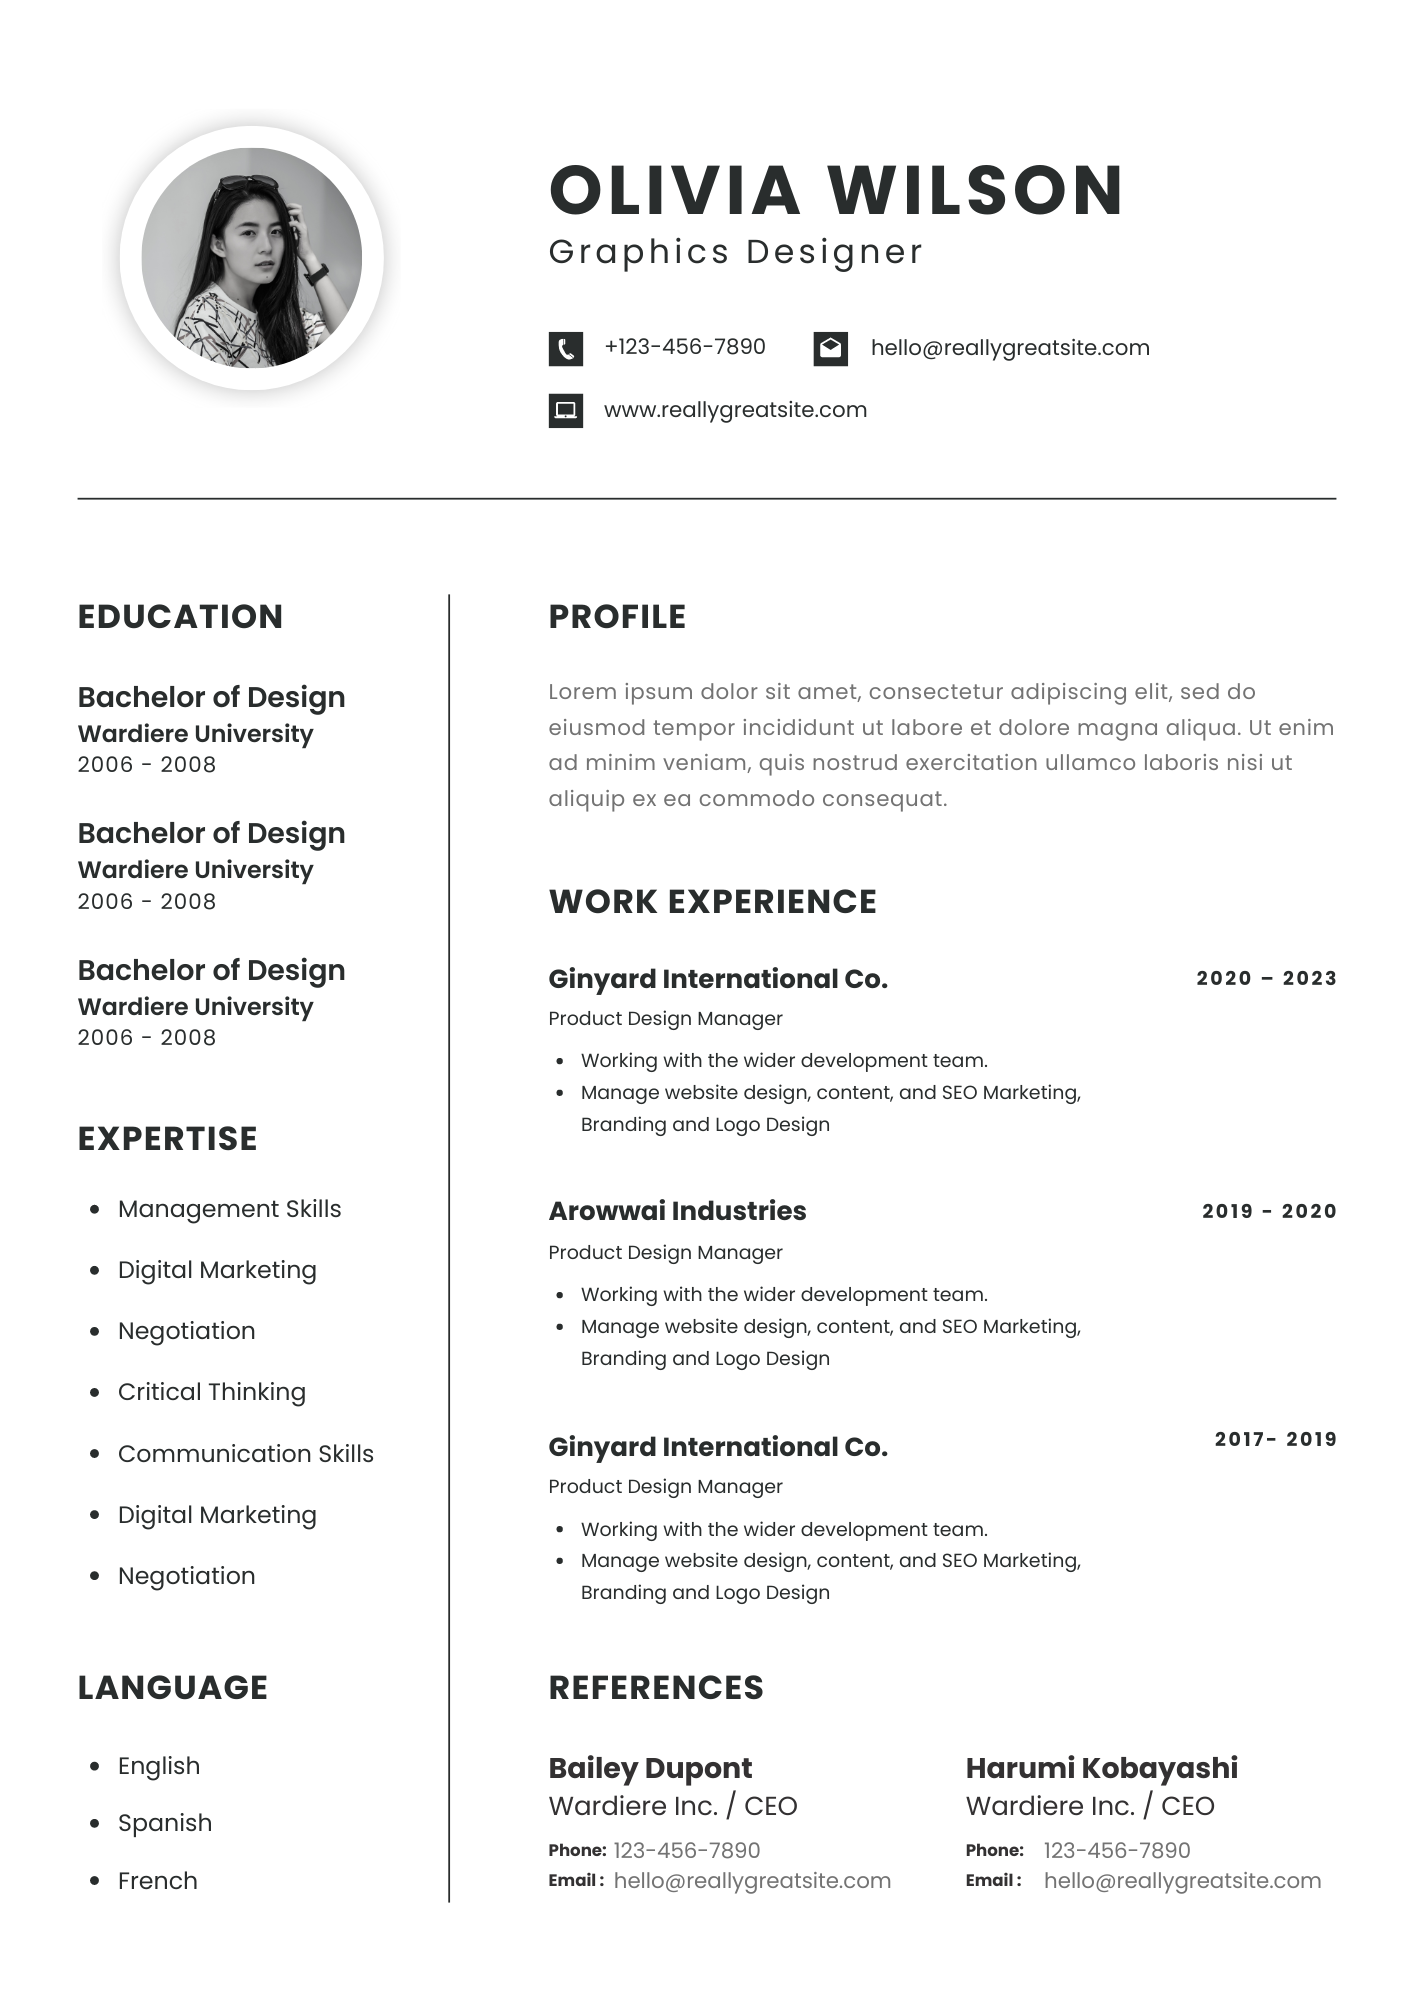 OLIVIA WILSON
Graphics Designer
+123-456-7890
hello@reallygreatsite.com
www.reallygreatsite.com
EDUCATION
Bachelor of Design
Wardiere University
2006 - 2008
Bachelor of Design
Wardiere University
2006 - 2008
Bachelor of Design
Wardiere University
2006 - 2008
EXPERTISE
Management Skills
Digital Marketing
Negotiation
Critical Thinking
Communication Skills
Digital Marketing
Negotiation
LANGUAGE
English
Spanish
French
PROFILE
Lorem ipsum dolor sit amet, consectetur adipiscing elit, sed do
eiusmod tempor incididunt ut labore et dolore magna aliqua. Ut enim
ad minim veniam, quis nostrud exercitation ullamco laboris nisi ut
aliquip ex ea commodo consequat.
WORK EXPERIENCE
Ginyard International Co.
2020 – 2023
Product Design Manager
• Working with the wider development team.
• Manage website design, content, and SEO Marketing,
Branding and Logo Design
Arowwai Industries
2019 - 2020
Product Design Manager
• Working with the wider development team.
• Manage website design, content, and SEO Marketing,
Branding and Logo Design
Ginyard International Co.
2017- 2019
Product Design Manager
• Working with the wider development team.
• Manage website design, content, and SEO Marketing,
Branding and Logo Design
REFERENCES
Bailey Dupont
Wardiere Inc. / CEO
Phone: 123-456-7890
Email : hello@reallygreatsite.com
Harumi Kobayashi
Wardiere Inc. / CEO
Phone: 123-456-7890
Email : hello@reallygreatsite.com